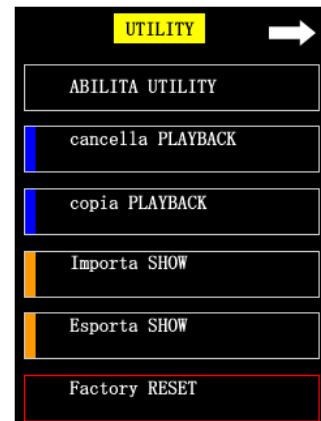 UTILITY
ABILITA UTILITY
cancella PLAYBACK
copia PLAYBACK
Importa SHOW
Esporta SHOW
Factory RESET